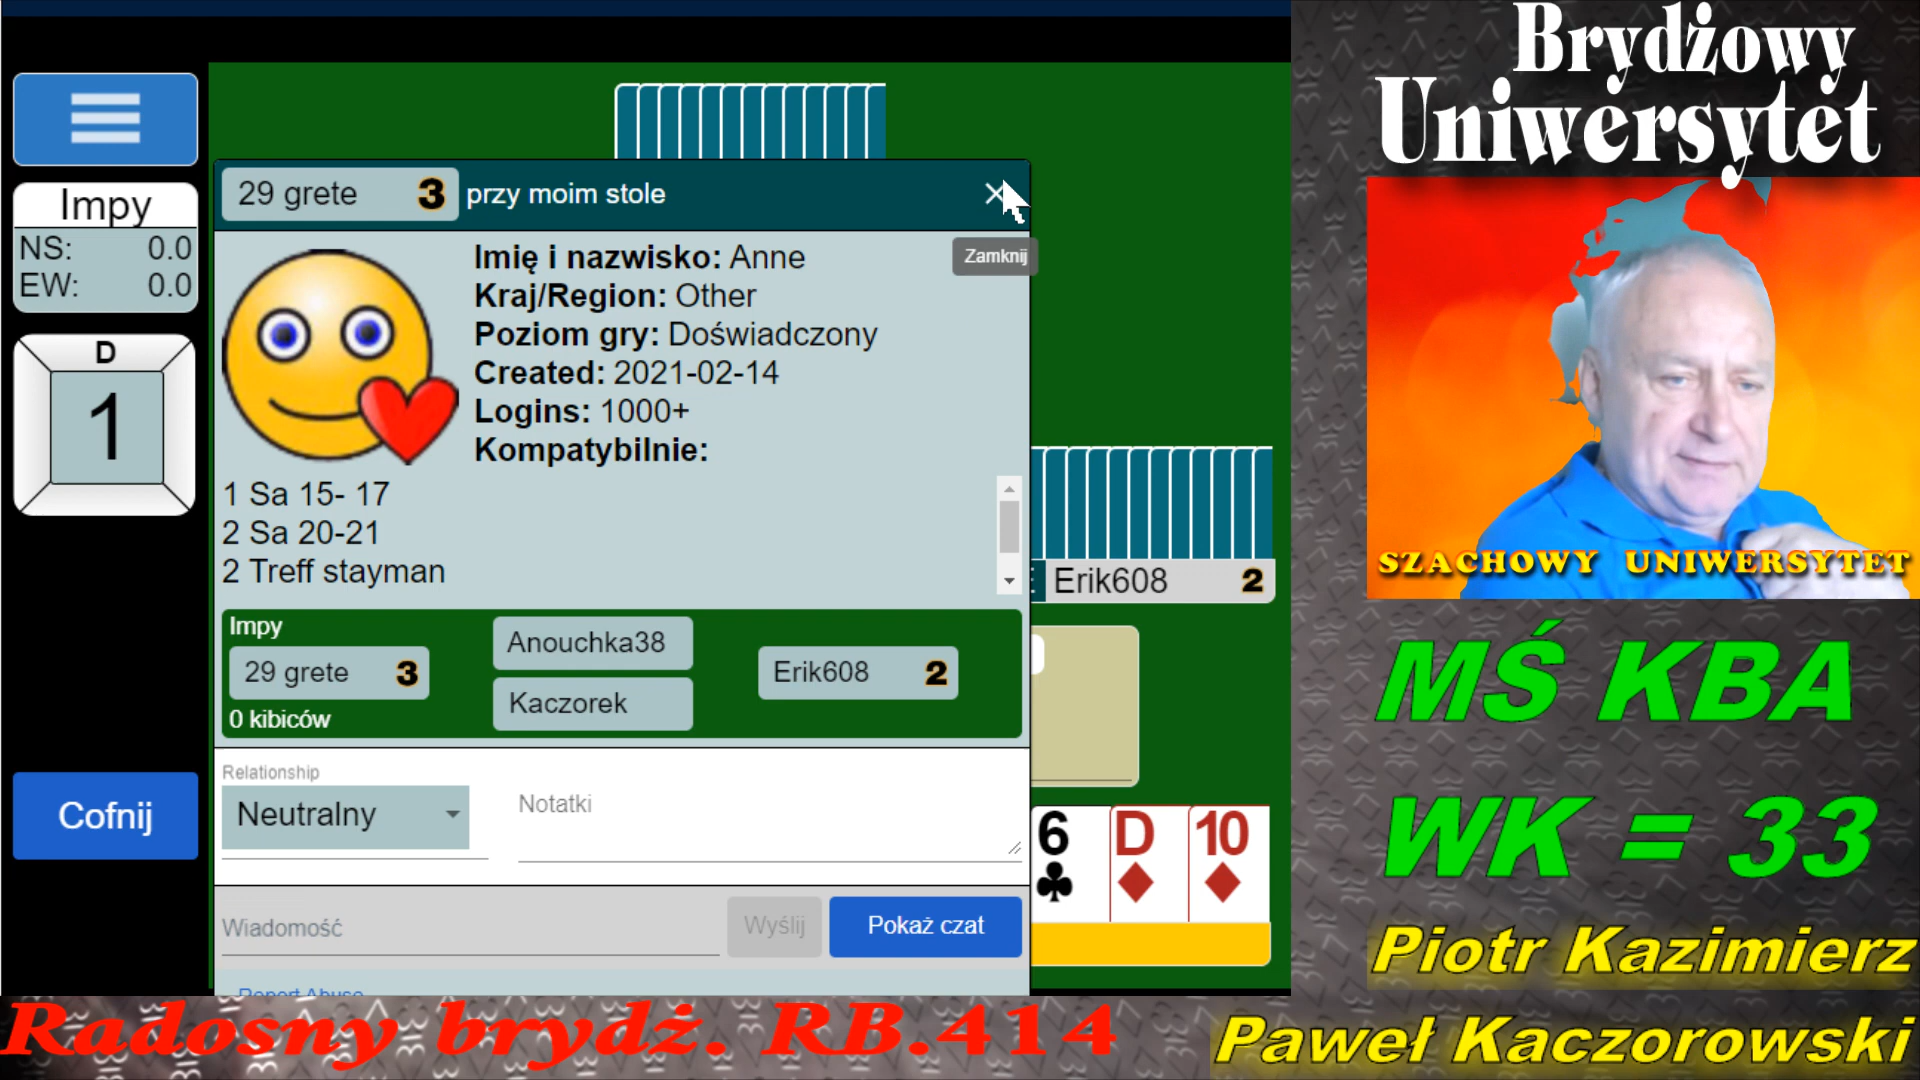 Impy
NS: 0.0
EW: 0.0
D
1
Cofnij
29 grete 3 przy moim stole
Zamknij
Imię i nazwisko: Anne
Kraj/Region: Other
Poziom gry: Doświadczony
Created: 2021-02-14
Logins: 1000+
Kompatybilnie:
1 Sa 15- 17
2 Sa 20-21
2 Treff stayman
Impy
29 grete 3
Anouchka38
Kaczorek
Erik608 2
0 kibiców
Relationship
Neutralny
Notatki
Wiadomość
Wyślij
Pokaż czat
Report Abuse
Erik608 2
6 D 10
Brydżowy
Uniwersytet
SZACHOWY UNIWERSYTET
MŚ KBA
WK = 33
Piotr Kazimierz
Paweł Kaczorowski
Radosny brydż. RB.414